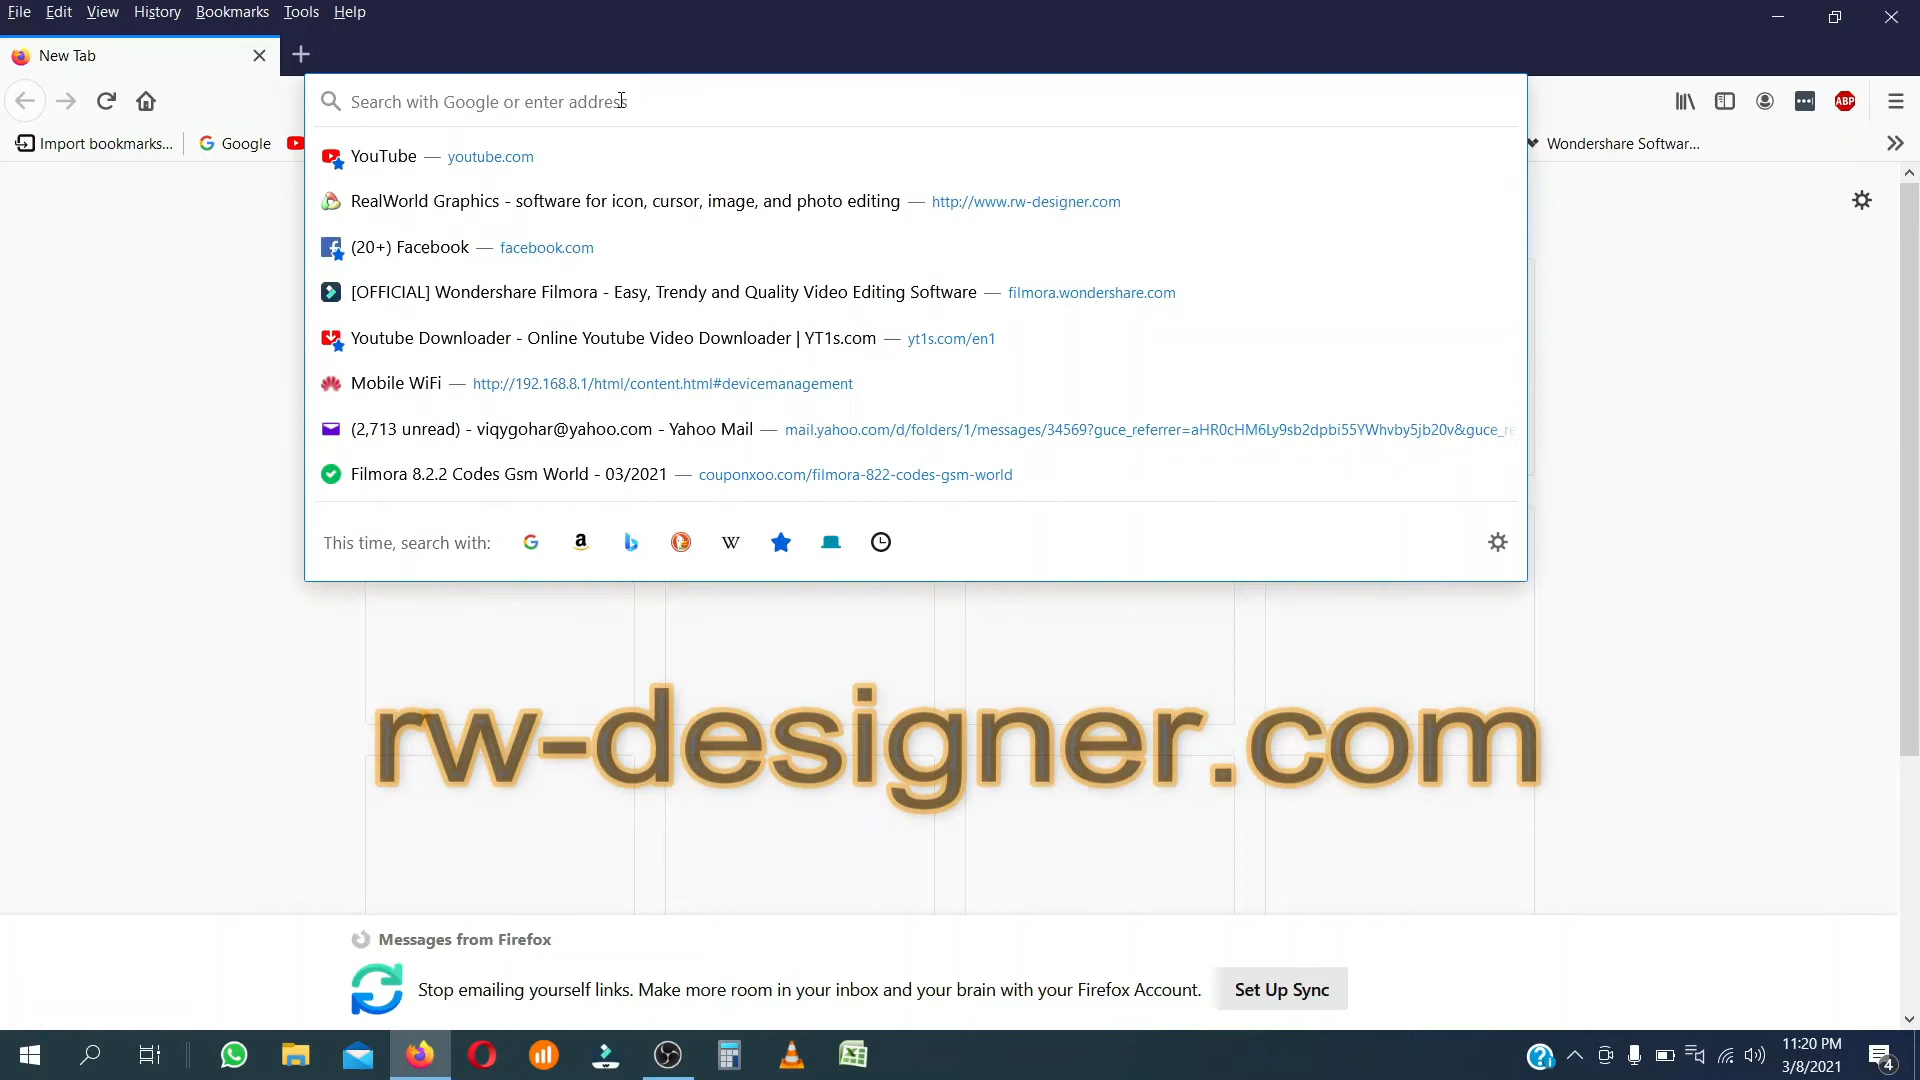 File Edit View History Bookmarks Tools Help
New Tab
Search with Google or enter address
Import bookmarks... Google Wondershare Softwar...
YouTube — youtube.com
RealWorld Graphics - software for icon, cursor, image, and photo editing — http://www.rw-designer.com
(20+) Facebook — facebook.com
[OFFICIAL] Wondershare Filmora - Easy, Trendy and Quality Video Editing Software — filmora.wondershare.com
Youtube Downloader - Online Youtube Video Downloader | YT1s.com — yt1s.com/en1
Mobile WiFi — http://192.168.8.1/html/content.html#devicemanagement
(2,713 unread) - viqygohar@yahoo.com - Yahoo Mail — mail.yahoo.com/d/folders/1/messages/34569?guce_referrer=aHR0cHM6Ly9sb2dpbi55YWhvby5jb20v&guce_re
Filmora 8.2.2 Codes Gsm World - 03/2021 — couponxoo.com/filmora-822-codes-gsm-world
This time, search with:
rw-designer.com
Messages from Firefox
Stop emailing yourself links. Make more room in your inbox and your brain with your Firefox Account. Set Up Sync
11:20 PM
3/8/2021
4